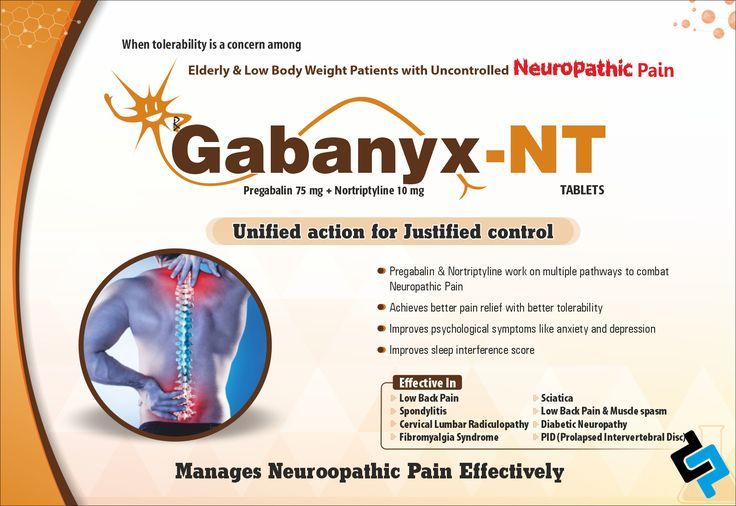 When tolerability is a concern among
Elderly & Low Body Weight Patients with Uncontrolled Neuropathic Pain
Rx
Gabanyx-NT
Pregabalin 75 mg + Nortriptyline 10 mg
TABLETS
Unified action for Justified control
Pregabalin & Nortriptyline work on multiple pathways to combat
Neuropathic Pain
Achieves better pain relief with better tolerability
Improves psychological symptoms like anxiety and depression
Improves sleep interference score
Effective In
Low Back Pain
Spondylitis
Cervical Lumbar Radiculopathy
Fibromyalgia Syndrome
Sciatica
Low Back Pain & Muscle spasm
Diabetic Neuropathy
PID (Prolapsed Intervertebral Disc)
Manages Neuroopathic Pain Effectively